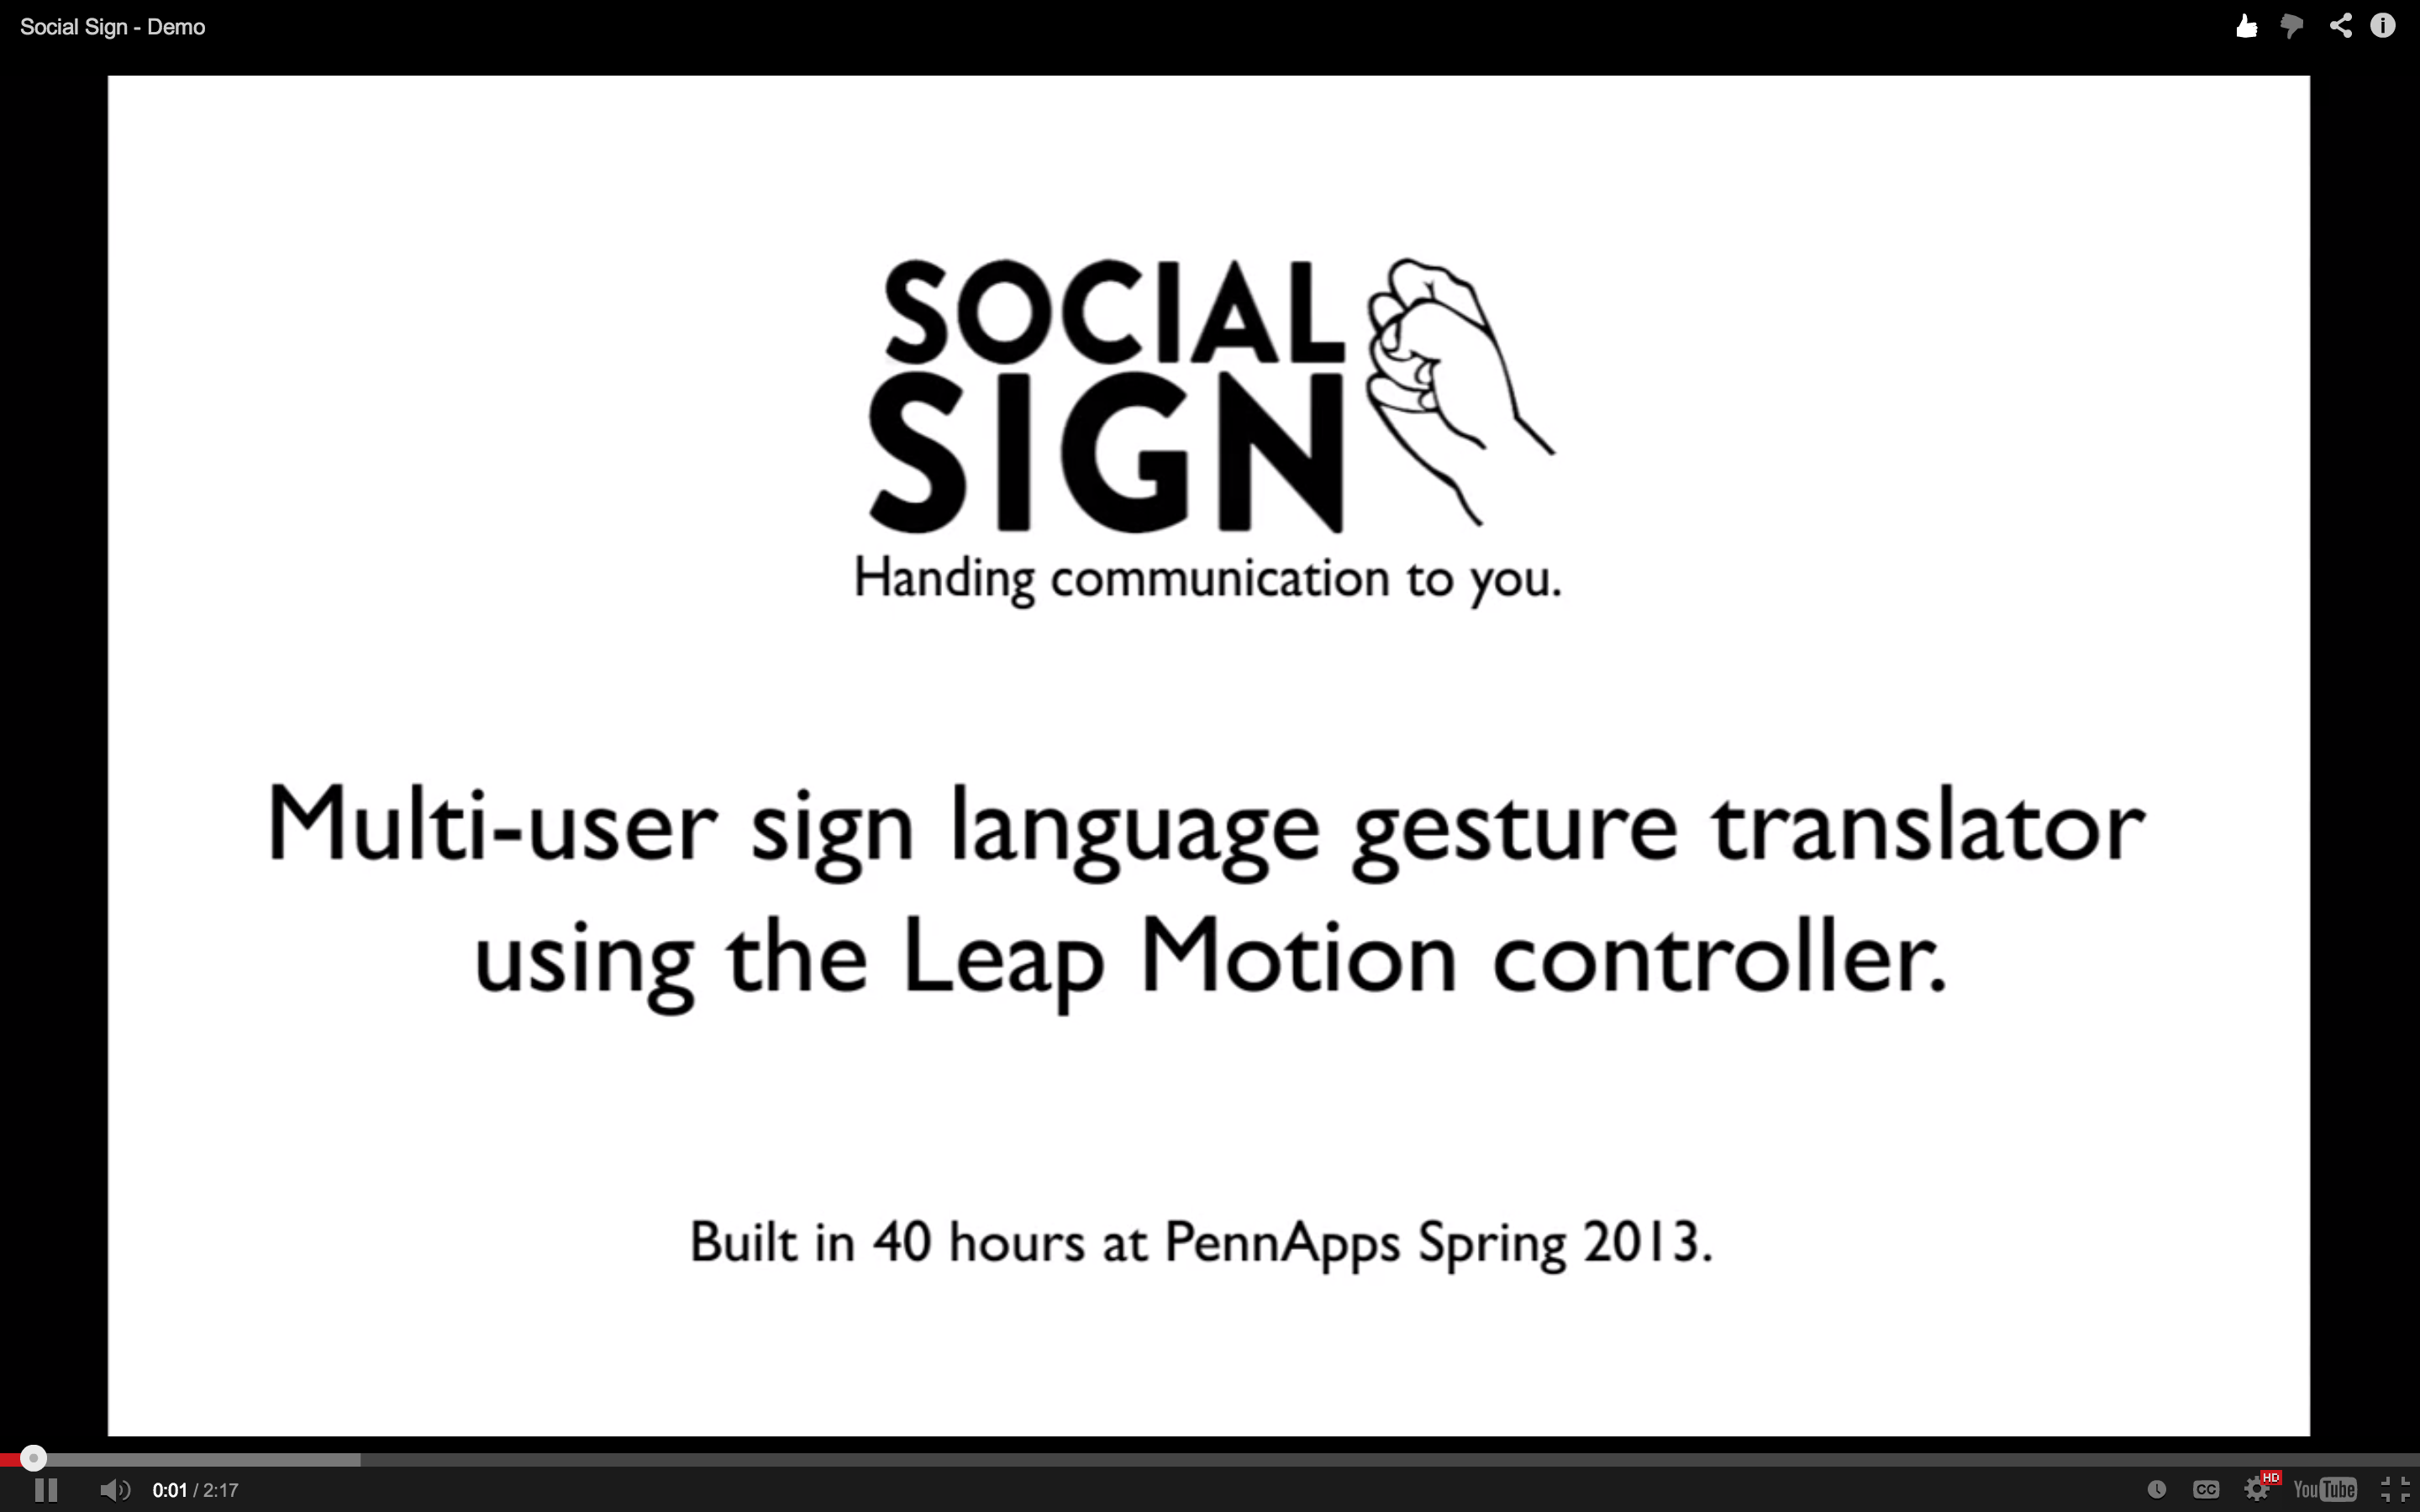 Social Sign - Demo
SOCIAL
SIGN
Handing communication to you.
Multi-user sign language gesture translator
using the Leap Motion controller.
Built in 40 hours at PennApps Spring 2013.
0:01 / 2:17
CC
HD
YouTube